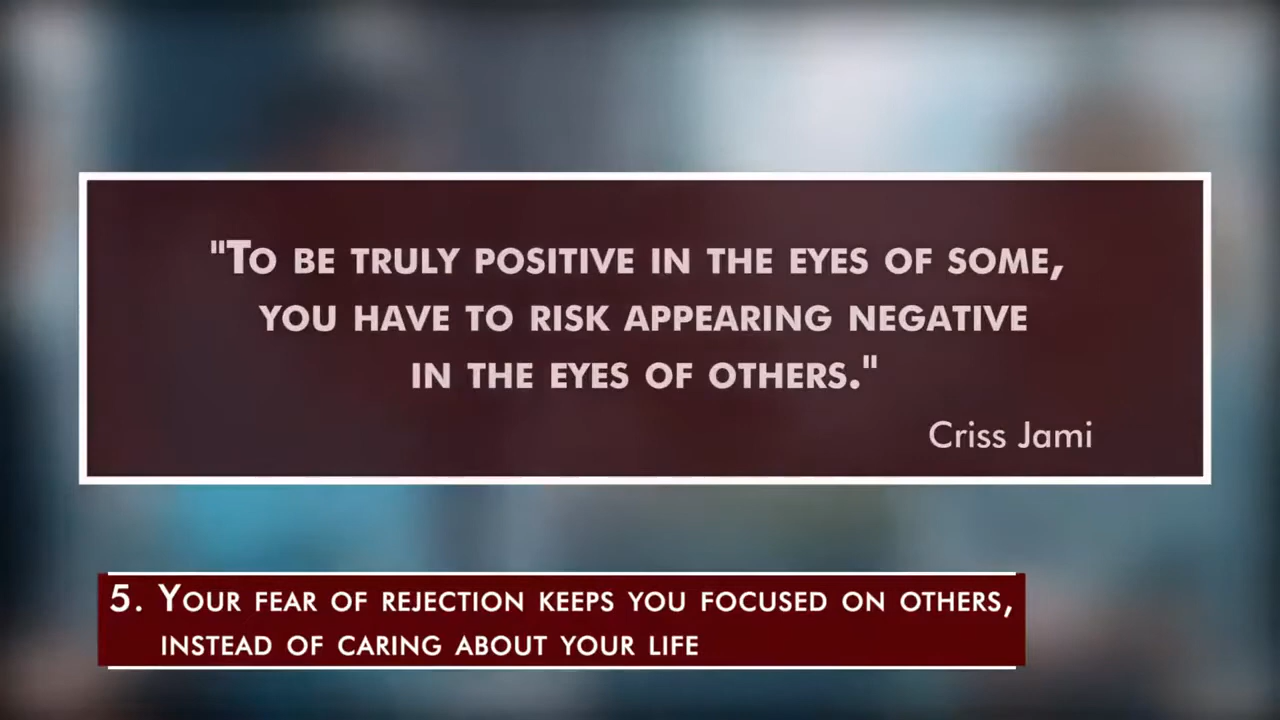 "To be truly positive in the eyes of some,
you have to risk appearing negative
in the eyes of others."
Criss Jami
5. Your fear of rejection keeps you focused on others,
instead of caring about your life